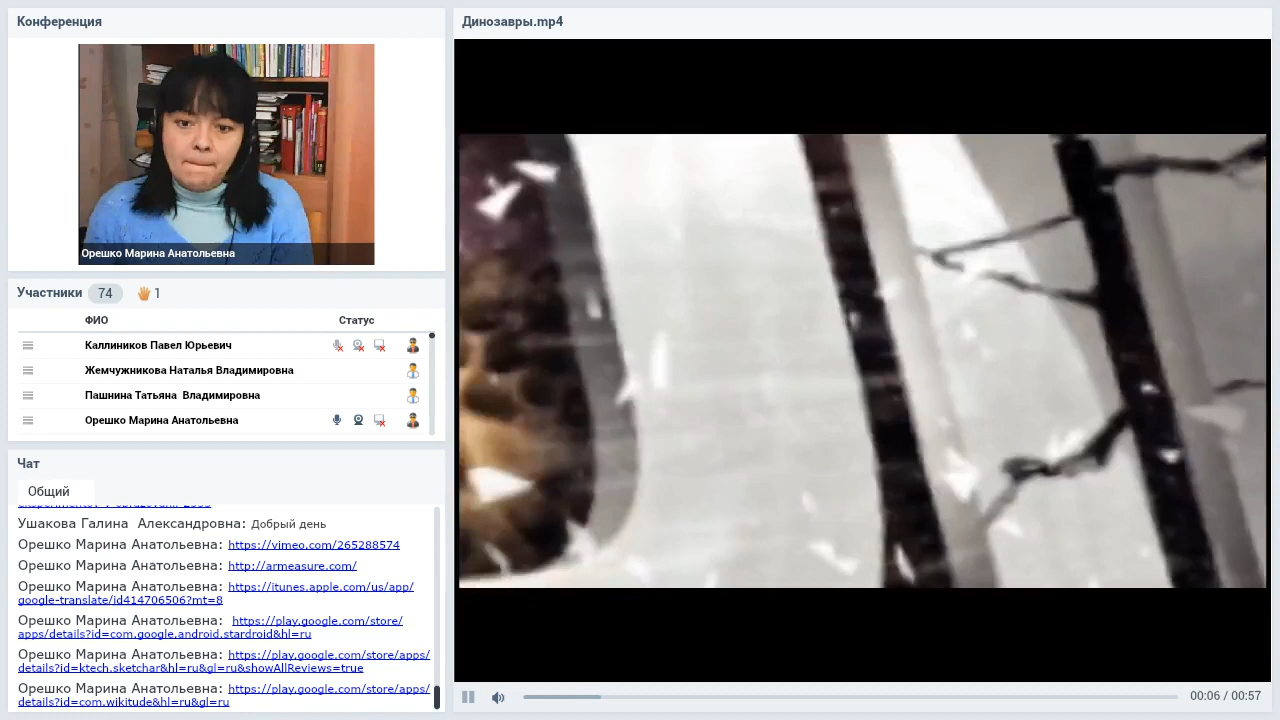 Конференция
Орешко Марина Анатольевна
Участники 74 1
ФИО Статус
Каллиников Павел Юрьевич
Жемчужникова Наталья Владимировна
Пашнина Татьяна Владимировна
Орешко Марина Анатольевна
Чат
Общий
Ушакова Галина Александровна: Добрый день
Орешко Марина Анатольевна: https://vimeo.com/265288574
Орешко Марина Анатольевна: http://armeasure.com/
Орешко Марина Анатольевна: https://itunes.apple.com/us/app/
google-translate/id414706506?mt=8
Орешко Марина Анатольевна: https://play.google.com/store/
apps/details?id=com.google.android.stardroid&hl=ru
Орешко Марина Анатольевна: https://play.google.com/store/apps/
details?id=ktech.sketchar&hl=ru&gl=ru&showAllReviews=true
Орешко Марина Анатольевна: https://play.google.com/store/apps/
details?id=com.wikitude&hl=ru&gl=ru
Динозавры.mp4
00:06 / 00:57